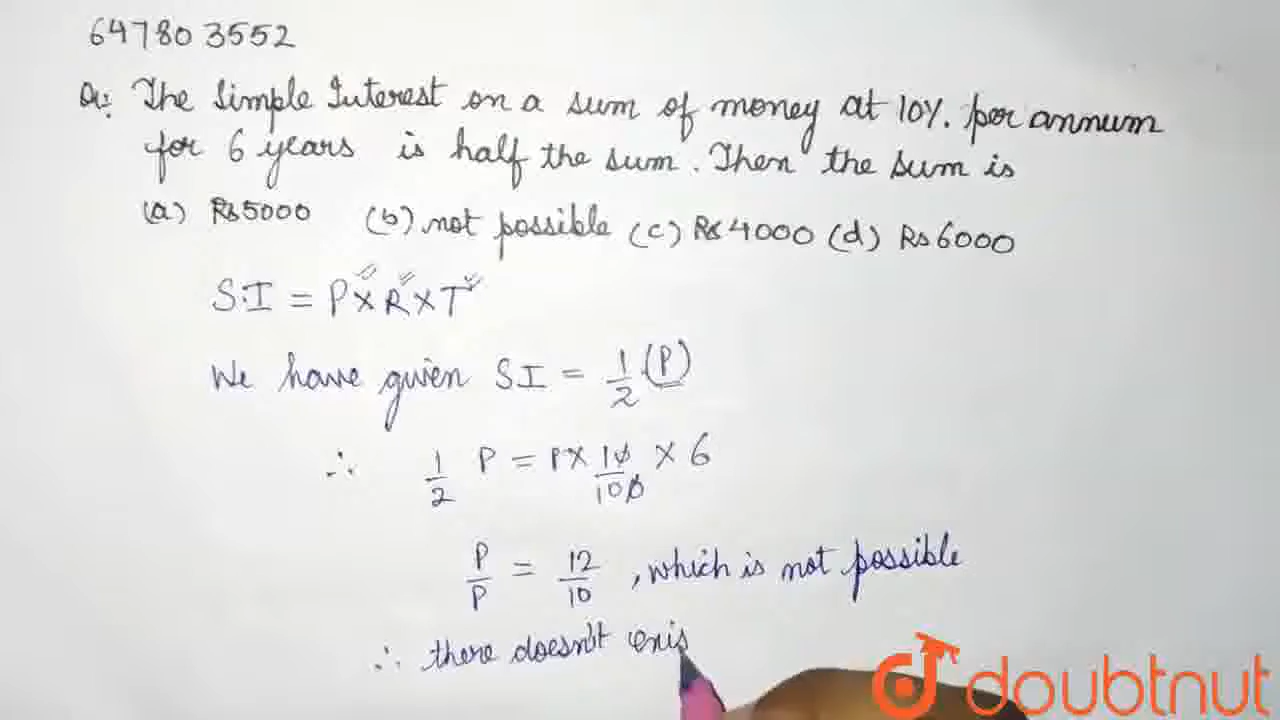 647803552
Q: The Simple Interest on a sum of money at 10%. per annum
for 6 years is half the sum. Then the sum is
(a) Rs5000 (b) not possible (c) Rs4000 (d) Rs6000
S.I = P×R×T
We have given SI = 1/2 (P)
∴ 1/2 P = P× 10/100 × 6
P/P = 12/10 , which is not possible
∴ there doesn't exis
doubtnut